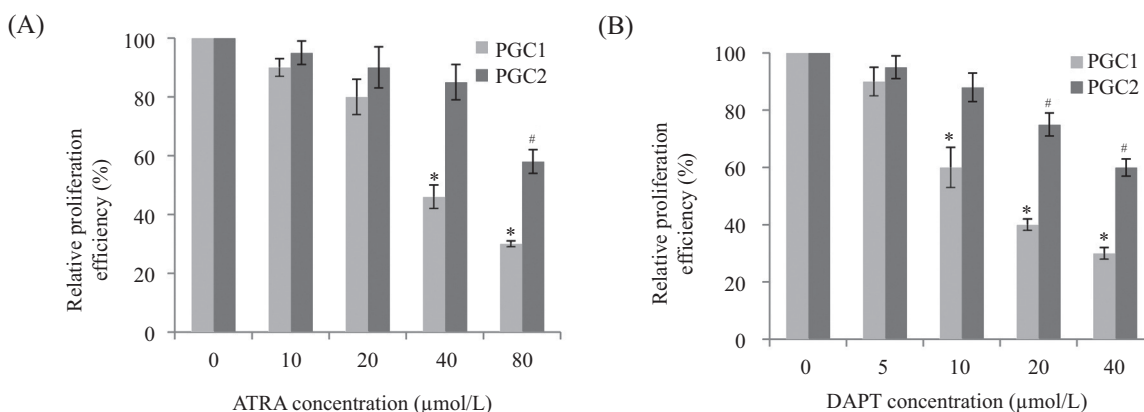 (A)
100
80
60
40
20
0
Relative proliferation
efficiency (%)
PGC1
PGC2
*
*
#
0 10 20 40 80
ATRA concentration (µmol/L)
(B)
100
80
60
40
20
0
Relative proliferation
efficiency (%)
PGC1
PGC2
*
*
#
*
#
0 5 10 20 40
DAPT concentration (µmol/L)